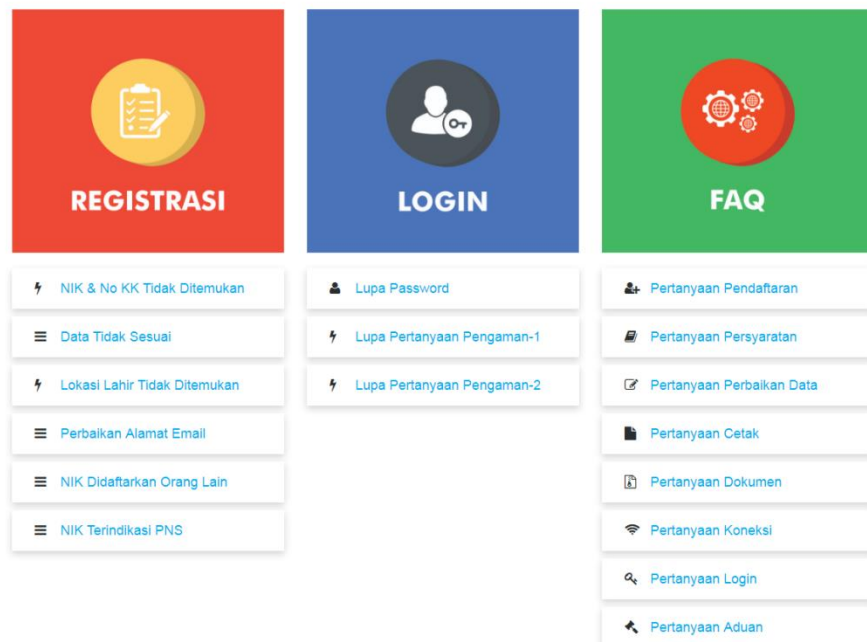 REGISTRASI
NIK & No KK Tidak Ditemukan
Data Tidak Sesuai
Lokasi Lahir Tidak Ditemukan
Perbaikan Alamat Email
NIK Didaftarkan Orang Lain
NIK Terindikasi PNS
LOGIN
Lupa Password
Lupa Pertanyaan Pengaman-1
Lupa Pertanyaan Pengaman-2
FAQ
Pertanyaan Pendaftaran
Pertanyaan Persyaratan
Pertanyaan Perbaikan Data
Pertanyaan Cetak
Pertanyaan Dokumen
Pertanyaan Koneksi
Pertanyaan Login
Pertanyaan Aduan